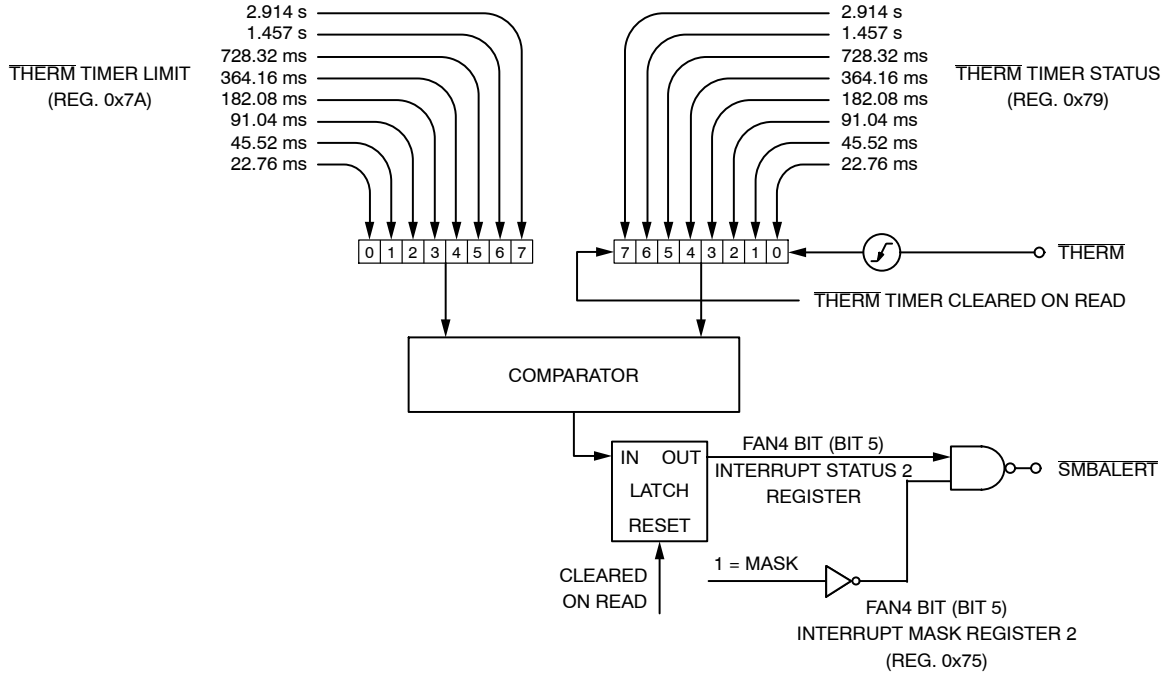 2.914 s
1.457 s
728.32 ms
364.16 ms
182.08 ms
91.04 ms
45.52 ms
22.76 ms
THERM TIMER LIMIT
(REG. 0x7A)
2.914 s
1.457 s
728.32 ms
364.16 ms
182.08 ms
91.04 ms
45.52 ms
22.76 ms
THERM TIMER STATUS
(REG. 0x79)
0 1 2 3 4 5 6 7
7 6 5 4 3 2 1 0
THERM
THERM TIMER CLEARED ON READ
COMPARATOR
IN OUT
LATCH
RESET
FAN4 BIT (BIT 5)
INTERRUPT STATUS 2
REGISTER
SMBALERT
CLEARED
ON READ
1 = MASK
FAN4 BIT (BIT 5)
INTERRUPT MASK REGISTER 2
(REG. 0x75)